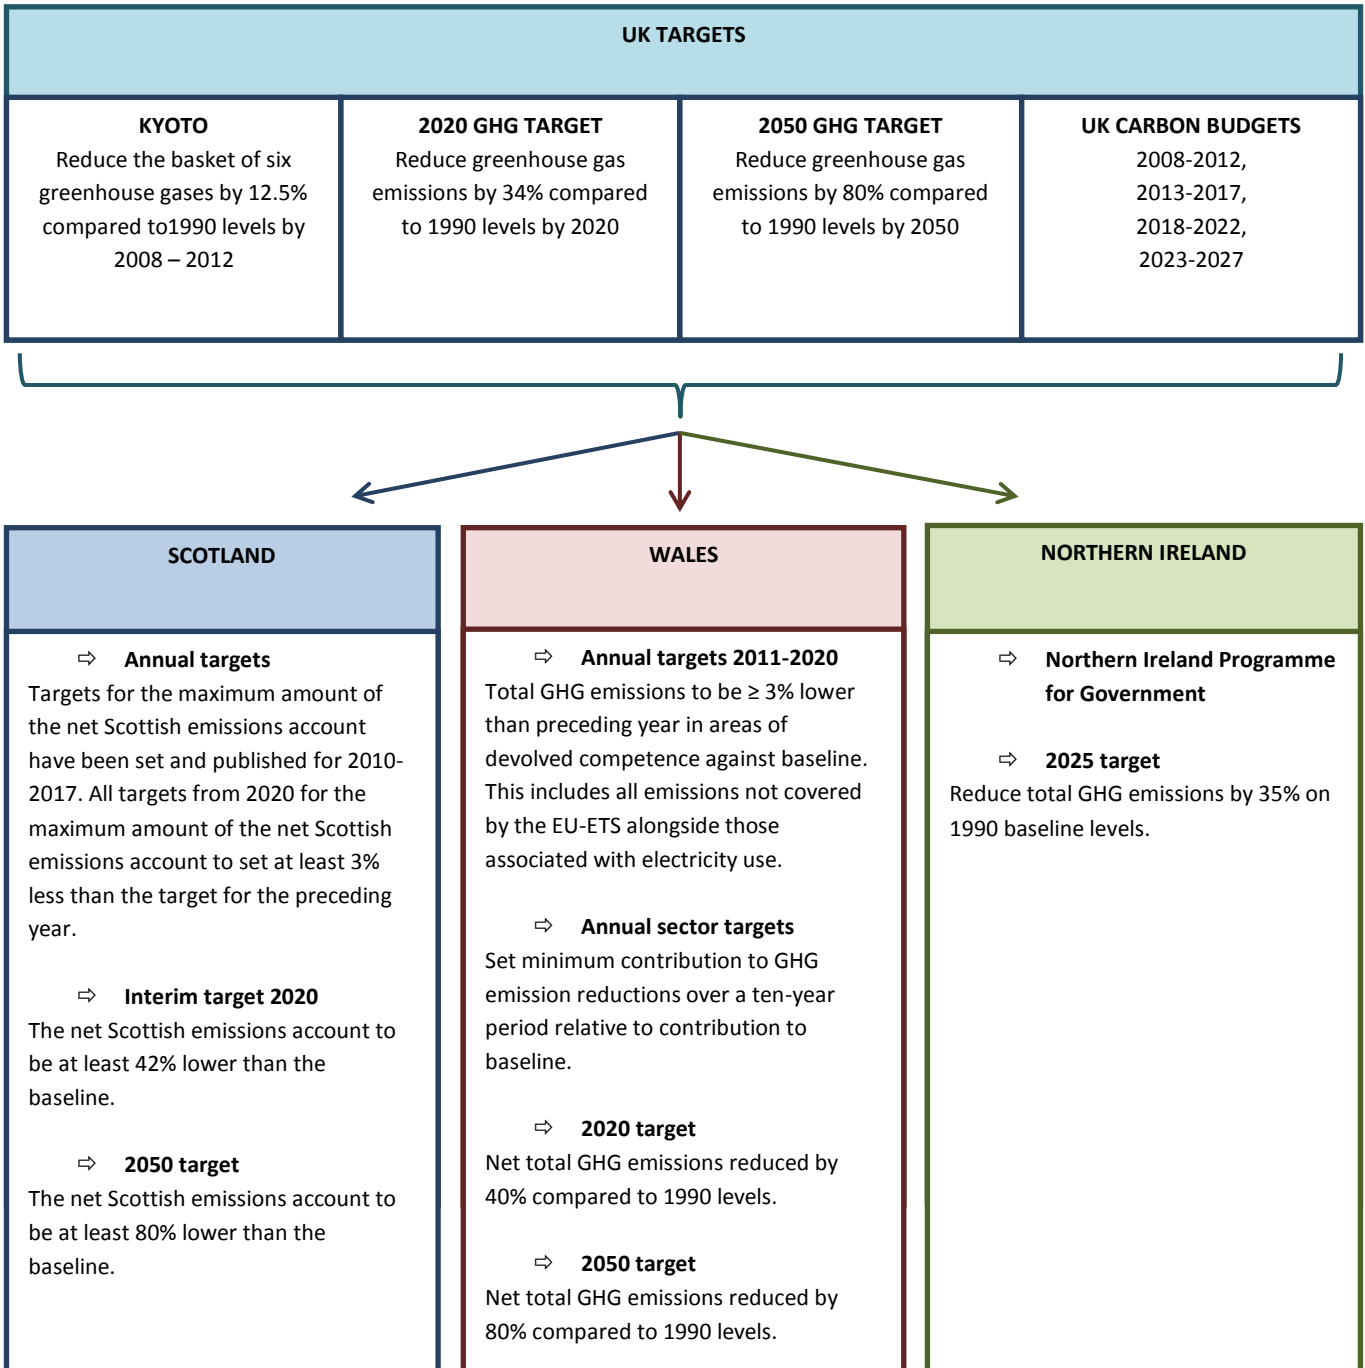 UK TARGETS
KYOTO
Reduce the basket of six
greenhouse gases by 12.5%
compared to1990 levels by
2008 – 2012
2020 GHG TARGET
Reduce greenhouse gas
emissions by 34% compared
to 1990 levels by 2020
2050 GHG TARGET
Reduce greenhouse gas
emissions by 80% compared
to 1990 levels by 2050
UK CARBON BUDGETS
2008-2012,
2013-2017,
2018-2022,
2023-2027
SCOTLAND
⇨ Annual targets
Targets for the maximum amount of
the net Scottish emissions account
have been set and published for 2010-
2017. All targets from 2020 for the
maximum amount of the net Scottish
emissions account to set at least 3%
less than the target for the preceding
year.
⇨ Interim target 2020
The net Scottish emissions account to
be at least 42% lower than the
baseline.
⇨ 2050 target
The net Scottish emissions account to
be at least 80% lower than the
baseline.
WALES
⇨ Annual targets 2011-2020
Total GHG emissions to be ≥ 3% lower
than preceding year in areas of
devolved competence against baseline.
This includes all emissions not covered
by the EU-ETS alongside those
associated with electricity use.
⇨ Annual sector targets
Set minimum contribution to GHG
emission reductions over a ten-year
period relative to contribution to
baseline.
⇨ 2020 target
Net total GHG emissions reduced by
40% compared to 1990 levels.
⇨ 2050 target
Net total GHG emissions reduced by
80% compared to 1990 levels.
NORTHERN IRELAND
⇨ Northern Ireland Programme
for Government
⇨ 2025 target
Reduce total GHG emissions by 35% on
1990 baseline levels.